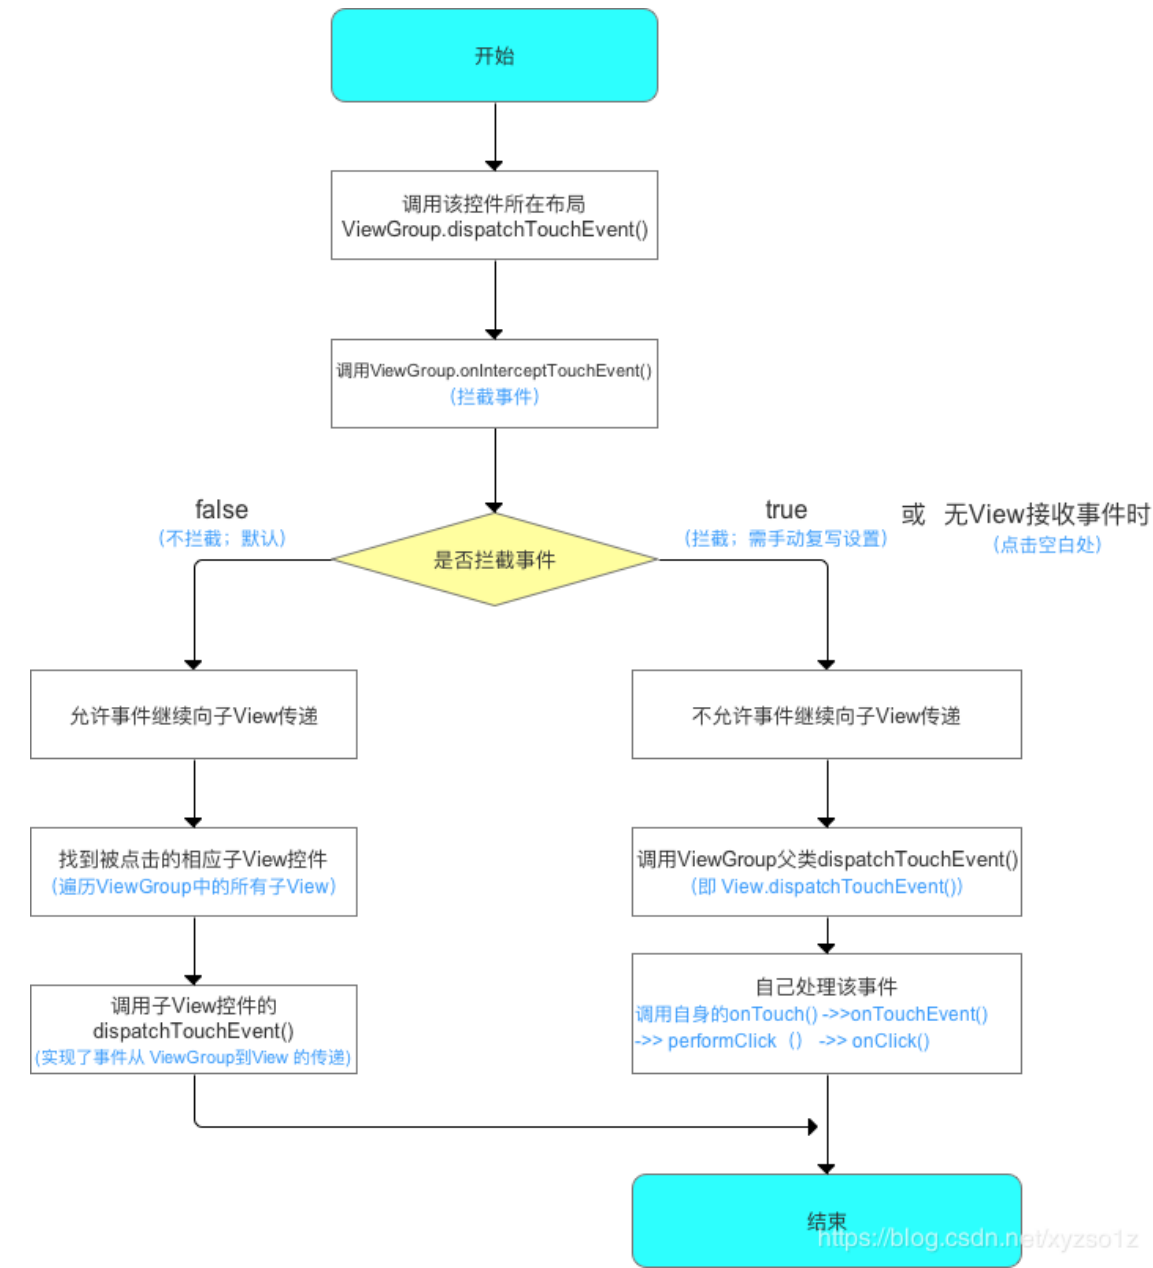 开始
调用该控件所在布局
ViewGroup.dispatchTouchEvent()
调用ViewGroup.onInterceptTouchEvent()
（拦截事件）
false
（不拦截；默认）
是否拦截事件
true
（拦截；需手动复写设置）
或 无View接收事件时
（点击空白处）
允许事件继续向子View传递
不允许事件继续向子View传递
找到被点击的相应子View控件
（遍历ViewGroup中的所有子View）
调用ViewGroup父类dispatchTouchEvent()
（即 View.dispatchTouchEvent()）
调用子View控件的
dispatchTouchEvent()
(实现了事件从 ViewGroup到View 的传递)
自己处理该事件
调用自身的onTouch() ->>onTouchEvent()
->> performClick（） ->> onClick()
结束
https://blog.csdn.net/xyzso1z